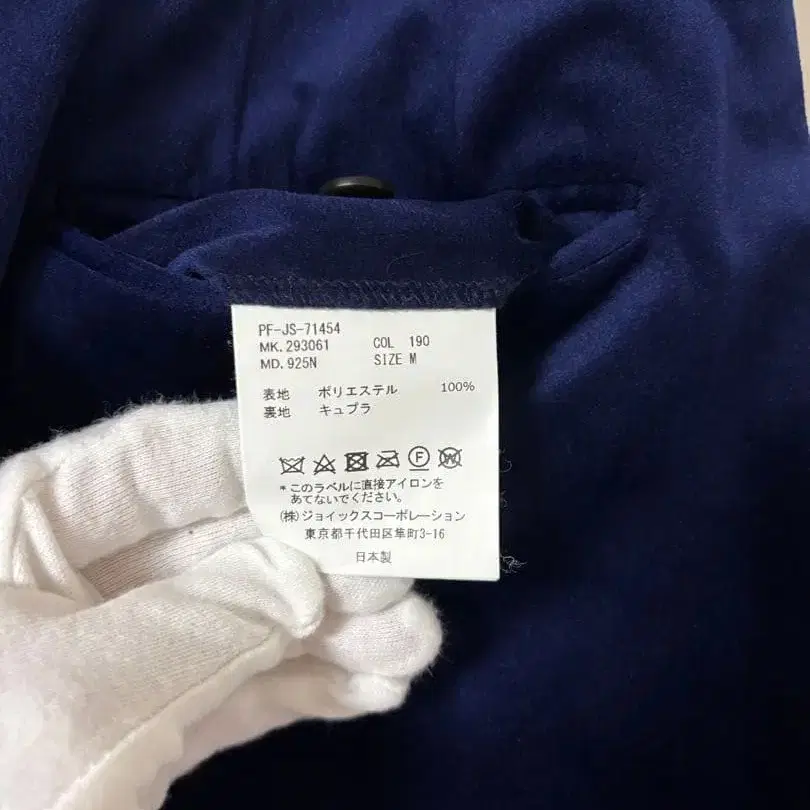 PF-JS-71454
MK.293061 COL 190
MD.925N SIZE M
表地 ポリエステル 100%
裏地 キュプラ
F W
*このラベルに直接アイロンを
あてないでください。
(株)ジョイックスコーポレーション
東京都千代田区隼町3-16
日本製